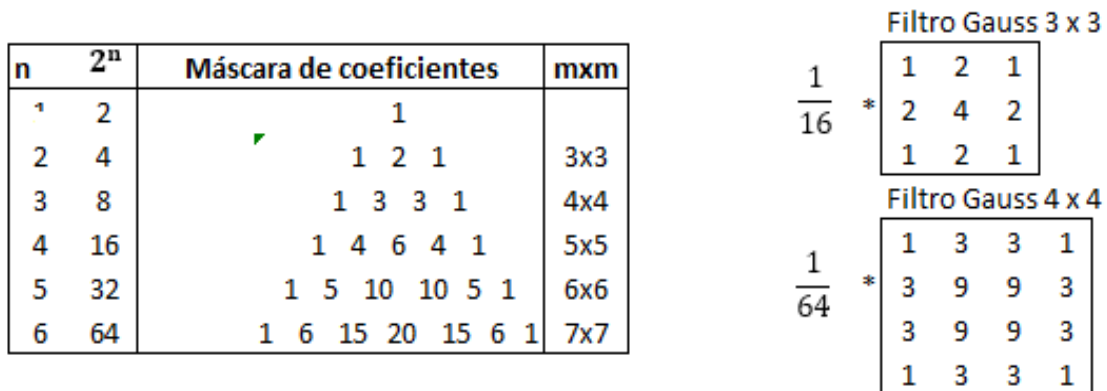 n 2ⁿ Máscara de coeficientes mxm
1 2 1
2 4 1 2 1 3x3
3 8 1 3 3 1 4x4
4 16 1 4 6 4 1 5x5
5 32 1 5 10 10 5 1 6x6
6 64 1 6 15 20 15 6 1 7x7
Filtro Gauss 3 x 3
1/16 *
1 2 1
2 4 2
1 2 1
Filtro Gauss 4 x 4
1/64 *
1 3 3 1
3 9 9 3
3 9 9 3
1 3 3 1